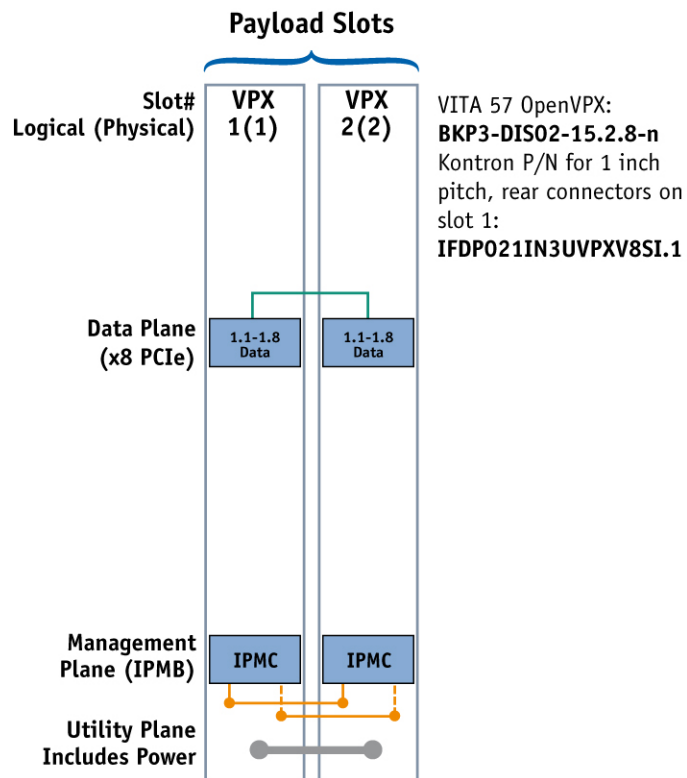 Payload Slots
Slot#
Logical (Physical)
VPX
1(1)
VPX
2(2)
VITA 57 OpenVPX:
BKP3-DIS02-15.2.8-n
Kontron P/N for 1 inch
pitch, rear connectors on
slot 1:
IFDP021IN3UVPXV8SI.1
Data Plane
(x8 PCIe)
1.1-1.8
Data
1.1-1.8
Data
Management
Plane (IPMB)
IPMC
IPMC
Utility Plane
Includes Power